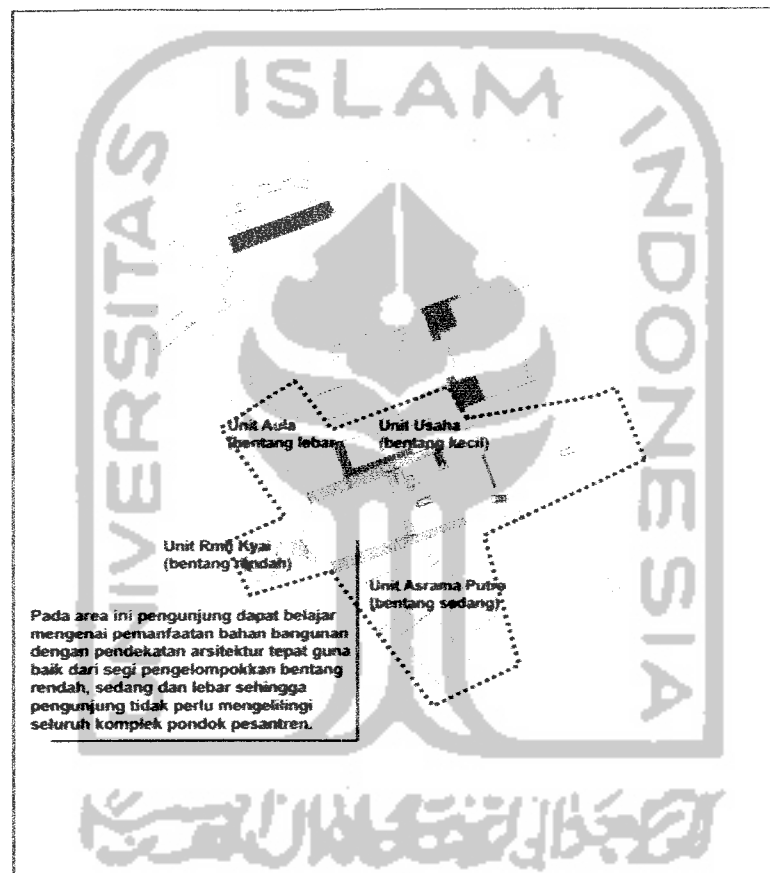 ISLAM
UNIVERSITAS
INDONESIA
Unit Aula
(bentang lebar)
Unit Usaha
(bentang kecil)
Unit Rmh Kyai
(bentang rendah)
Unit Asrama Putra
(bentang sedang)
Pada area ini pengunjung dapat belajar
mengenai pemanfaatan bahan bangunan
dengan pendekatan arsitektur tepat guna
baik dari segi pengelompokkan bentang
rendah, sedang dan lebar sehingga
pengunjung tidak perlu mengelilingi
seluruh komplek pondok pesantren.